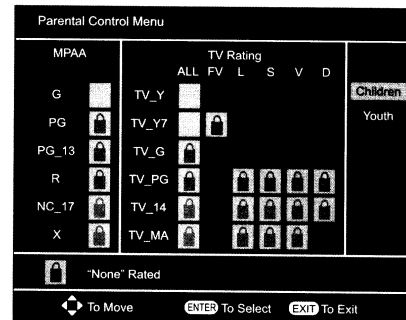 Parental Control Menu
MPAA
TV Rating
ALL FV L S V D
G TV_Y
PG TV_Y7
PG_13 TV_G
R TV_PG
NC_17 TV_14
X TV_MA
Children
Youth
"None" Rated
To Move ENTER To Select EXIT To Exit